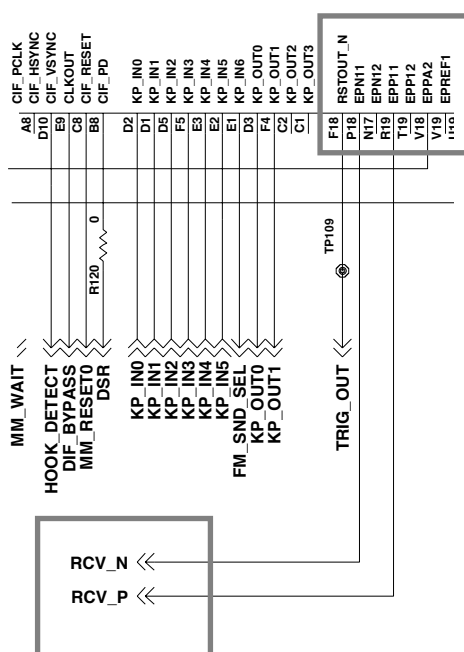 CIF_PCLK
CIF_HSYNC
CIF_VSYNC
CLKOUT
CIF_RESET
CIF_PD
KP_IN0
KP_IN1
KP_IN2
KP_IN3
KP_IN4
KP_IN5
KP_IN6
KP_OUT0
KP_OUT1
KP_OUT2
KP_OUT3
RSTOUT_N
EPN11
EPN12
EPP11
EPP12
EPPA2
EPREF1
A8
D10
E9
C8
B8
D2
D1
D5
F5
E3
E2
E1
D3
F4
C2
C1
F18
P18
N17
R19
T19
V18
V19
U19
R120
0
TP109
MM_WAIT
HOOK_DETECT
DIF_BYPASS
MM_RESET0
DSR
KP_IN0
KP_IN1
KP_IN2
KP_IN3
KP_IN4
KP_IN5
FM_SND_SEL
KP_OUT0
KP_OUT1
TRIG_OUT
RCV_N
RCV_P